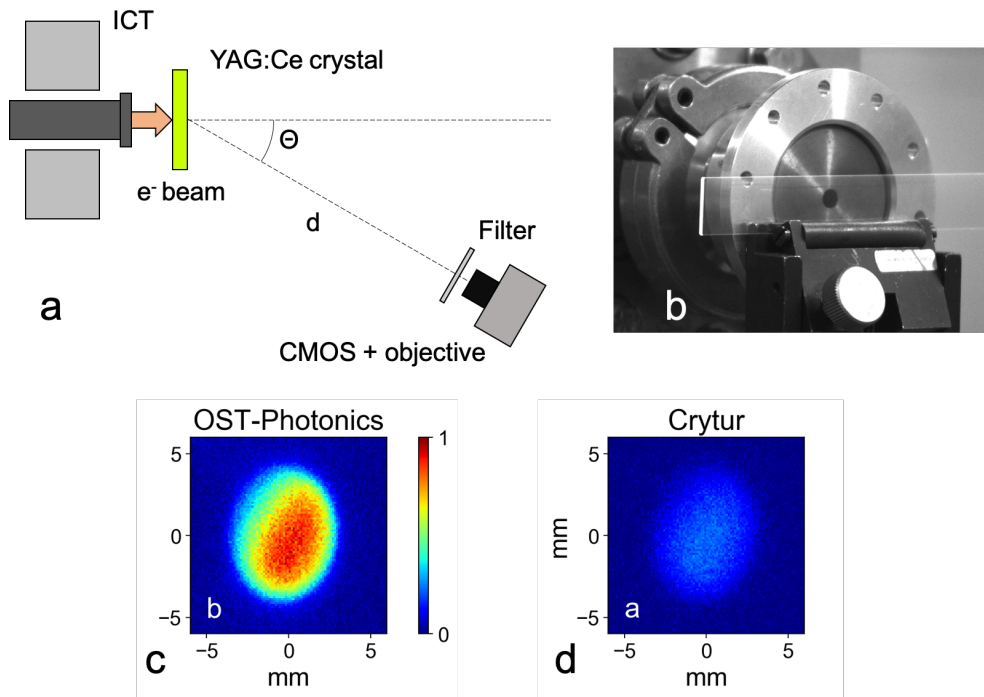 ICT
YAG:Ce crystal
Θ
e⁻ beam
d
Filter
CMOS + objective
a
b
OST-Photonics
5
0
−5
−5
0
5
mm
b
1
0
c
Crytur
5
0
−5
mm
−5
0
5
mm
a
d